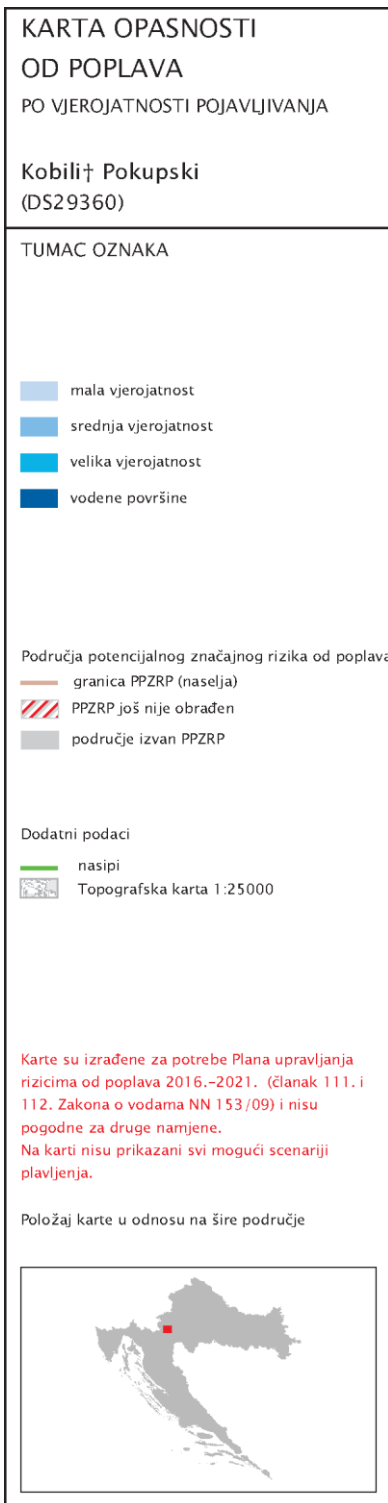 KARTA OPASNOSTI
OD POPLAVA
PO VJEROJATNOSTI POJAVLJIVANJA
Kobili† Pokupski
(DS29360)
TUMAC OZNAKA
mala vjerojatnost
srednja vjerojatnost
velika vjerojatnost
vodene površine
Područja potencijalnog značajnog rizika od poplava
granica PPZRP (naselja)
PPZRP još nije obrađen
područje izvan PPZRP
Dodatni podaci
nasipi
Topografska karta 1:25000
Karte su izrađene za potrebe Plana upravljanja
rizicima od poplava 2016.-2021. (članak 111. i
112. Zakona o vodama NN 153/09) i nisu
pogodne za druge namjene.
Na karti nisu prikazani svi mogući scenariji
plavljenja.
Položaj karte u odnosu na šire područje